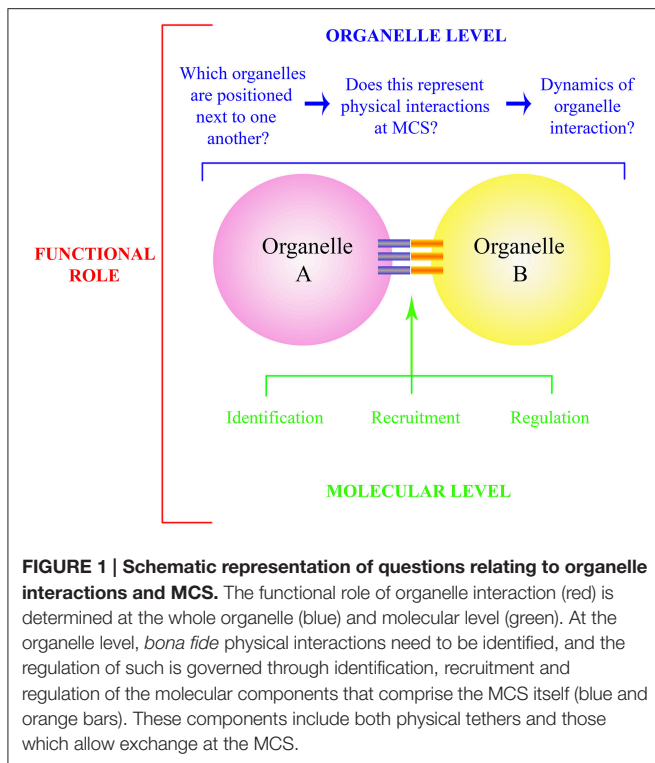 ORGANELLE LEVEL
Which organelles
are positioned
next to one
another?
Does this represent
physical interactions
at MCS?
Dynamics of
organelle
interaction?
FUNCTIONAL
ROLE
Organelle
A
Organelle
B
Identification
Recruitment
Regulation
MOLECULAR LEVEL
FIGURE 1 | Schematic representation of questions relating to organelle
interactions and MCS. The functional role of organelle interaction (red) is
determined at the whole organelle (blue) and molecular level (green). At the
organelle level, bona fide physical interactions need to be identified, and the
regulation of such is governed through identification, recruitment and
regulation of the molecular components that comprise the MCS itself (blue and
orange bars). These components include both physical tethers and those
which allow exchange at the MCS.